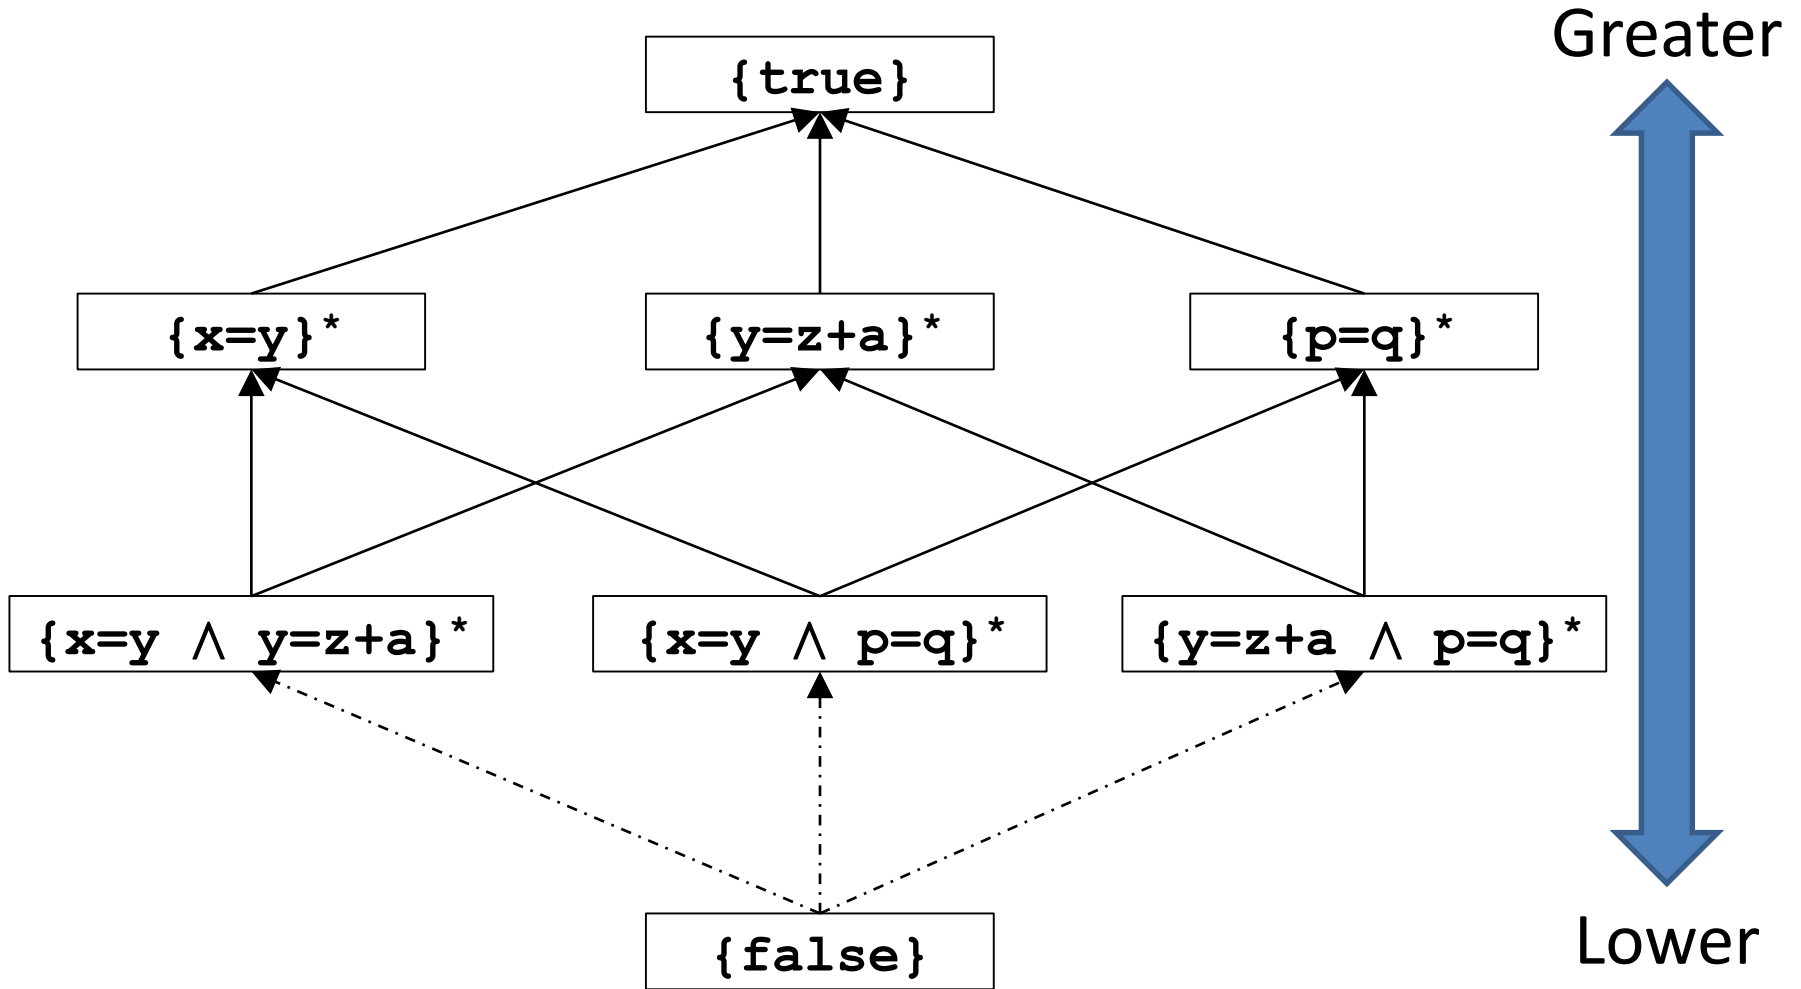 Greater
{true}
{x=y}*
{y=z+a}*
{p=q}*
{x=y ∧ y=z+a}*
{x=y ∧ p=q}*
{y=z+a ∧ p=q}*
{false}
Lower